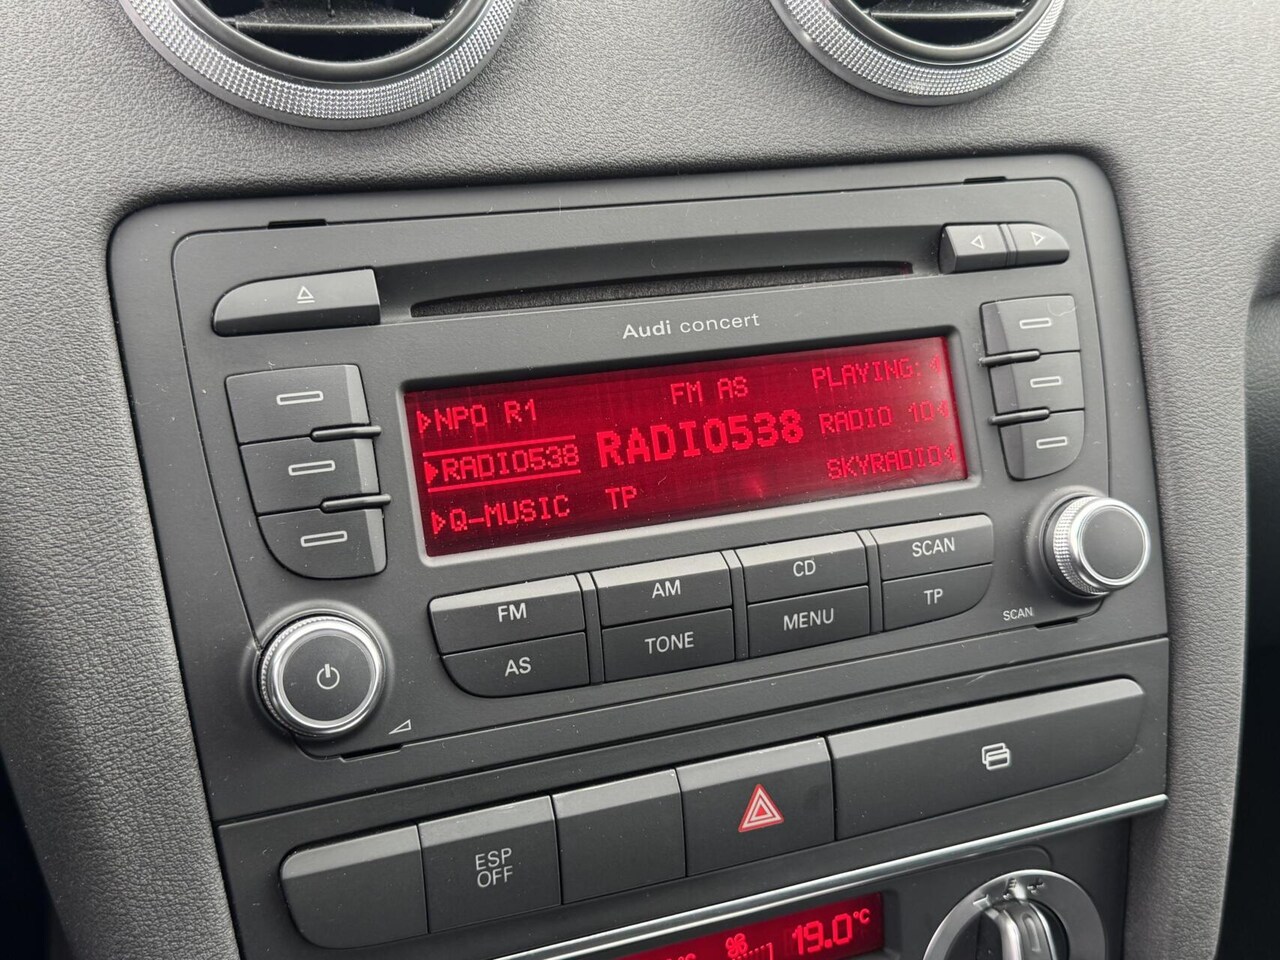 Audi concert
FM AS
PLAYING:
NPO R1
RADIO538
RADIO538
RADIO 10
Q-MUSIC
TP
SKYRADIO
FM
AM
CD
SCAN
AS
TONE
MENU
TP
SCAN
ESP
OFF
19.0°C